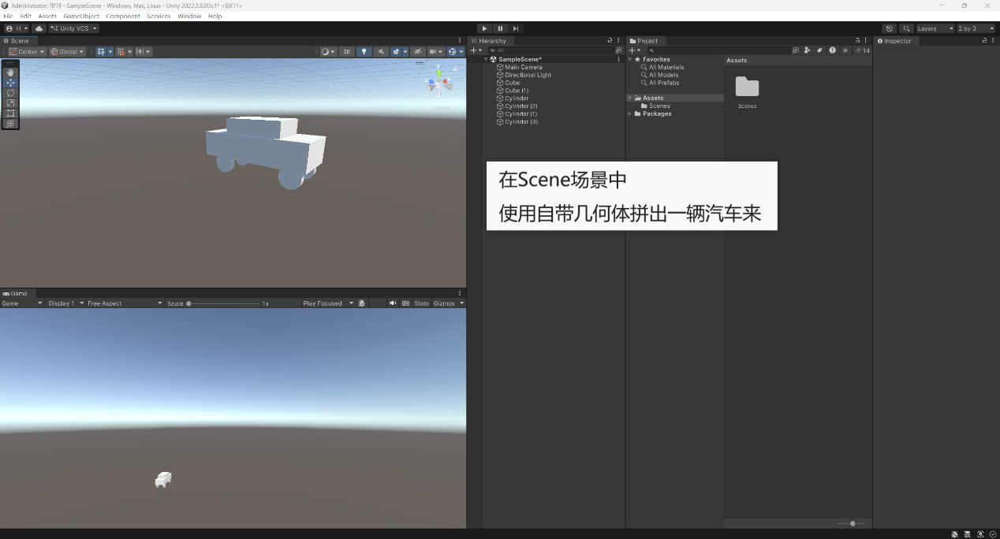 Administrator: 学习 - SampleScene - Windows, Mac, Linux - Unity 2022.3.62f3c1* <DX11>
File Edit Assets GameObject Component Services Window Help
H Unity VCS Layers 2 by 3
Scene
Center Global 2D
Persp
Hierarchy
All
SampleScene*
Main Camera
Directional Light
Cube
Cube (1)
Cylinder
Cylinder (2)
Cylinder (1)
Cylinder (3)
Project
14
Favorites
All Materials
All Models
All Prefabs
Assets
Scenes
Packages
Assets
Scenes
Inspector
在Scene场景中
使用自带几何体拼出一辆汽车来
Game
Game Display 1 Free Aspect Scale 1x Play Focused Stats Gizmos